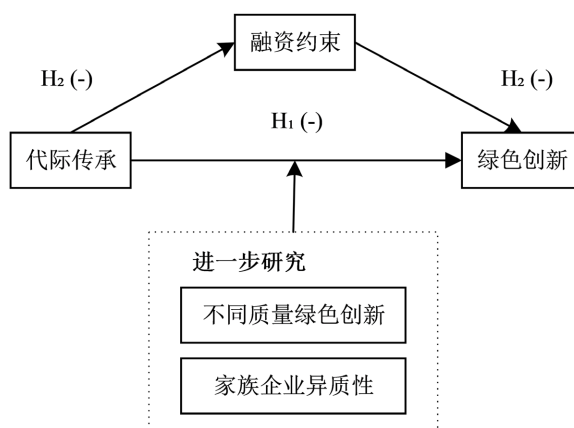 融资约束
H₂ (-)
H₂ (-)
H₁ (-)
代际传承
绿色创新
进一步研究
不同质量绿色创新
家族企业异质性